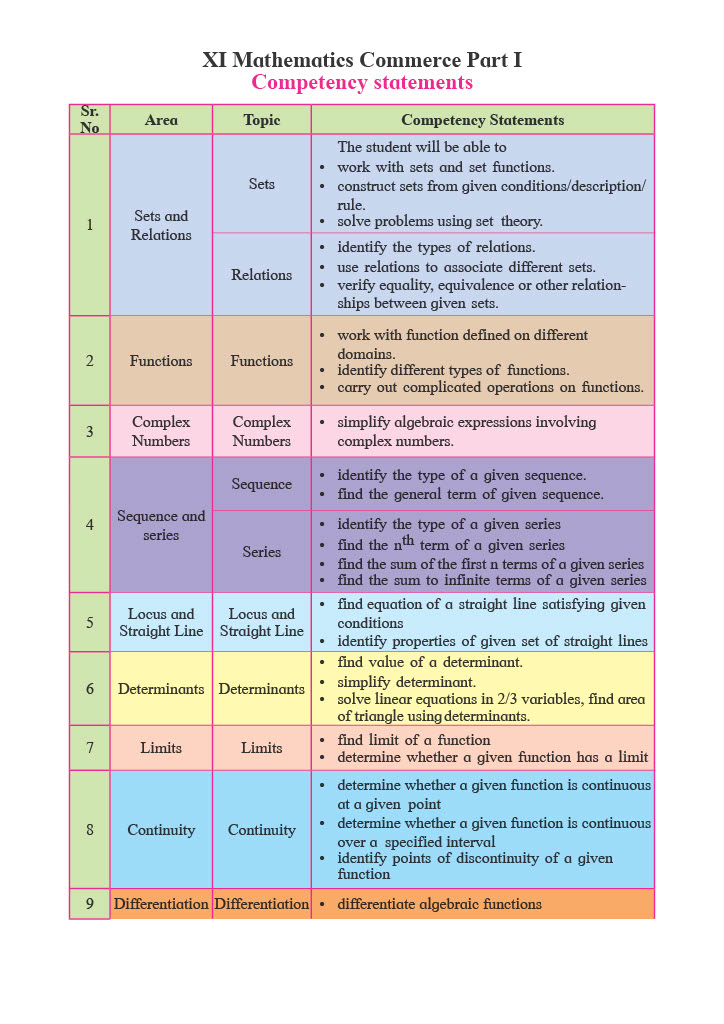 XI Mathematics Commerce Part I
Competency statements
Sr.
No
Area
Topic
Competency Statements
1
Sets and
Relations
Sets
The student will be able to
• work with sets and set functions.
• construct sets from given conditions/description/
rule.
• solve problems using set theory.
Relations
• identify the types of relations.
• use relations to associate different sets.
• verify equality, equivalence or other relation-
ships between given sets.
2
Functions
Functions
• work with function defined on different
domains.
• identify different types of functions.
• carry out complicated operations on functions.
3
Complex
Numbers
Complex
Numbers
• simplify algebraic expressions involving
complex numbers.
4
Sequence and
series
Sequence
• identify the type of a given sequence.
• find the general term of given sequence.
Series
• identify the type of a given series
• find the nth term of a given series
• find the sum of the first n terms of a given series
• find the sum to infinite terms of a given series
5
Locus and
Straight Line
Locus and
Straight Line
• find equation of a straight line satisfying given
conditions
• identify properties of given set of straight lines
6
Determinants
Determinants
• find value of a determinant.
• simplify determinant.
• solve linear equations in 2/3 variables, find area
of triangle using determinants.
7
Limits
Limits
• find limit of a function
• determine whether a given function has a limit
8
Continuity
Continuity
• determine whether a given function is continuous
at a given point
• determine whether a given function is continuous
over a specified interval
• identify points of discontinuity of a given
function
9
Differentiation
Differentiation
• differentiate algebraic functions